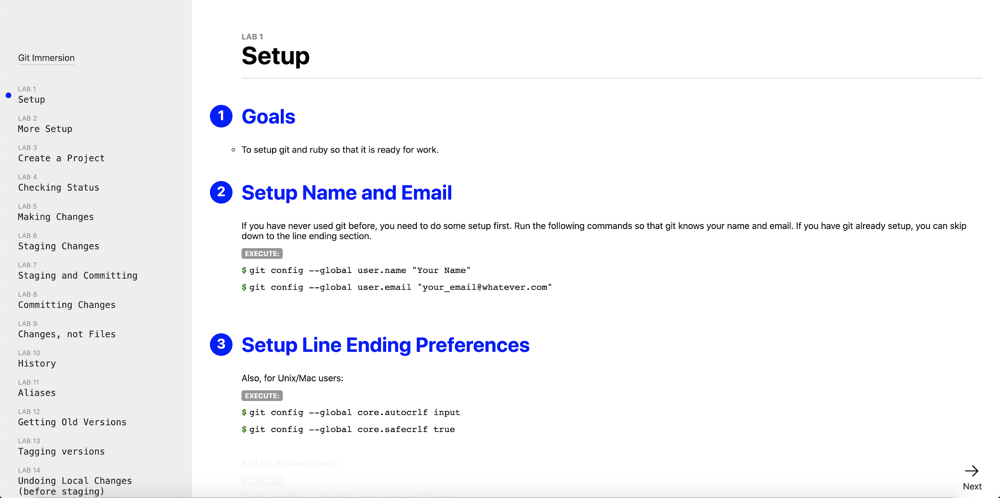 Git Immersion
LAB 1
Setup
LAB 2
More Setup
LAB 3
Create a Project
LAB 4
Checking Status
LAB 5
Making Changes
LAB 6
Staging Changes
LAB 7
Staging and Committing
LAB 8
Committing Changes
LAB 9
Changes, not Files
LAB 10
History
LAB 11
Aliases
LAB 12
Getting Old Versions
LAB 13
Tagging versions
LAB 14
Undoing Local Changes
(before staging)
LAB 1
Setup
1 Goals
To setup git and ruby so that it is ready for work.
2 Setup Name and Email
If you have never used git before, you need to do some setup first. Run the following commands so that git knows your name and email. If you have git already setup, you can skip
down to the line ending section.
EXECUTE:
$ git config --global user.name "Your Name"
$ git config --global user.email "your_email@whatever.com"
3 Setup Line Ending Preferences
Also, for Unix/Mac users:
EXECUTE:
$ git config --global core.autocrlf input
$ git config --global core.safecrlf true
And for Windows users:
EXECUTE:
$ git config --global core.autocrlf true
Next